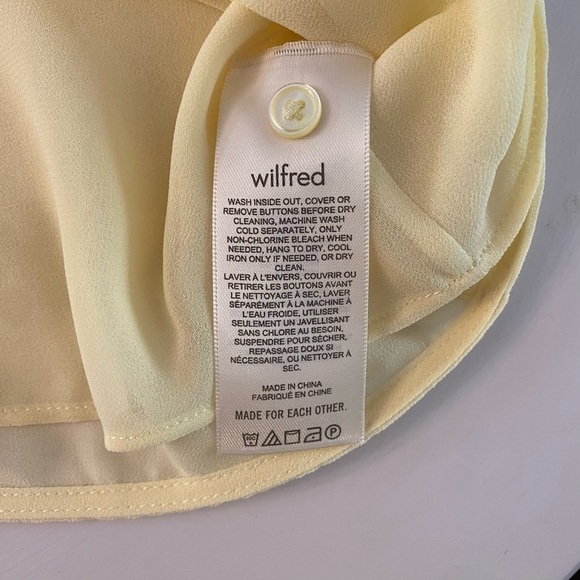 wilfred
WASH INSIDE OUT, COVER OR
REMOVE BUTTONS BEFORE DRY
CLEANING, MACHINE WASH
COLD SEPARATELY, ONLY
NON-CHLORINE BLEACH WHEN
NEEDED, HANG TO DRY, COOL
IRON ONLY IF NEEDED, OR DRY
CLEAN.
LAVER À L'ENVERS, COUVRIR OU
RETIRER LES BOUTONS AVANT
LE NETTOYAGE À SEC, LAVER
SÉPARÉMENT À LA MACHINE À
L'EAU FROIDE, UTILISER
SEULEMENT UN JAVELLISANT
SANS CHLORE AU BESOIN,
SUSPENDRE POUR SÉCHER,
REPASSAGE DOUX SI
NÉCESSAIRE, OU NETTOYER À
SEC.
MADE IN CHINA
FABRIQUÉ EN CHINE
MADE FOR EACH OTHER.
P